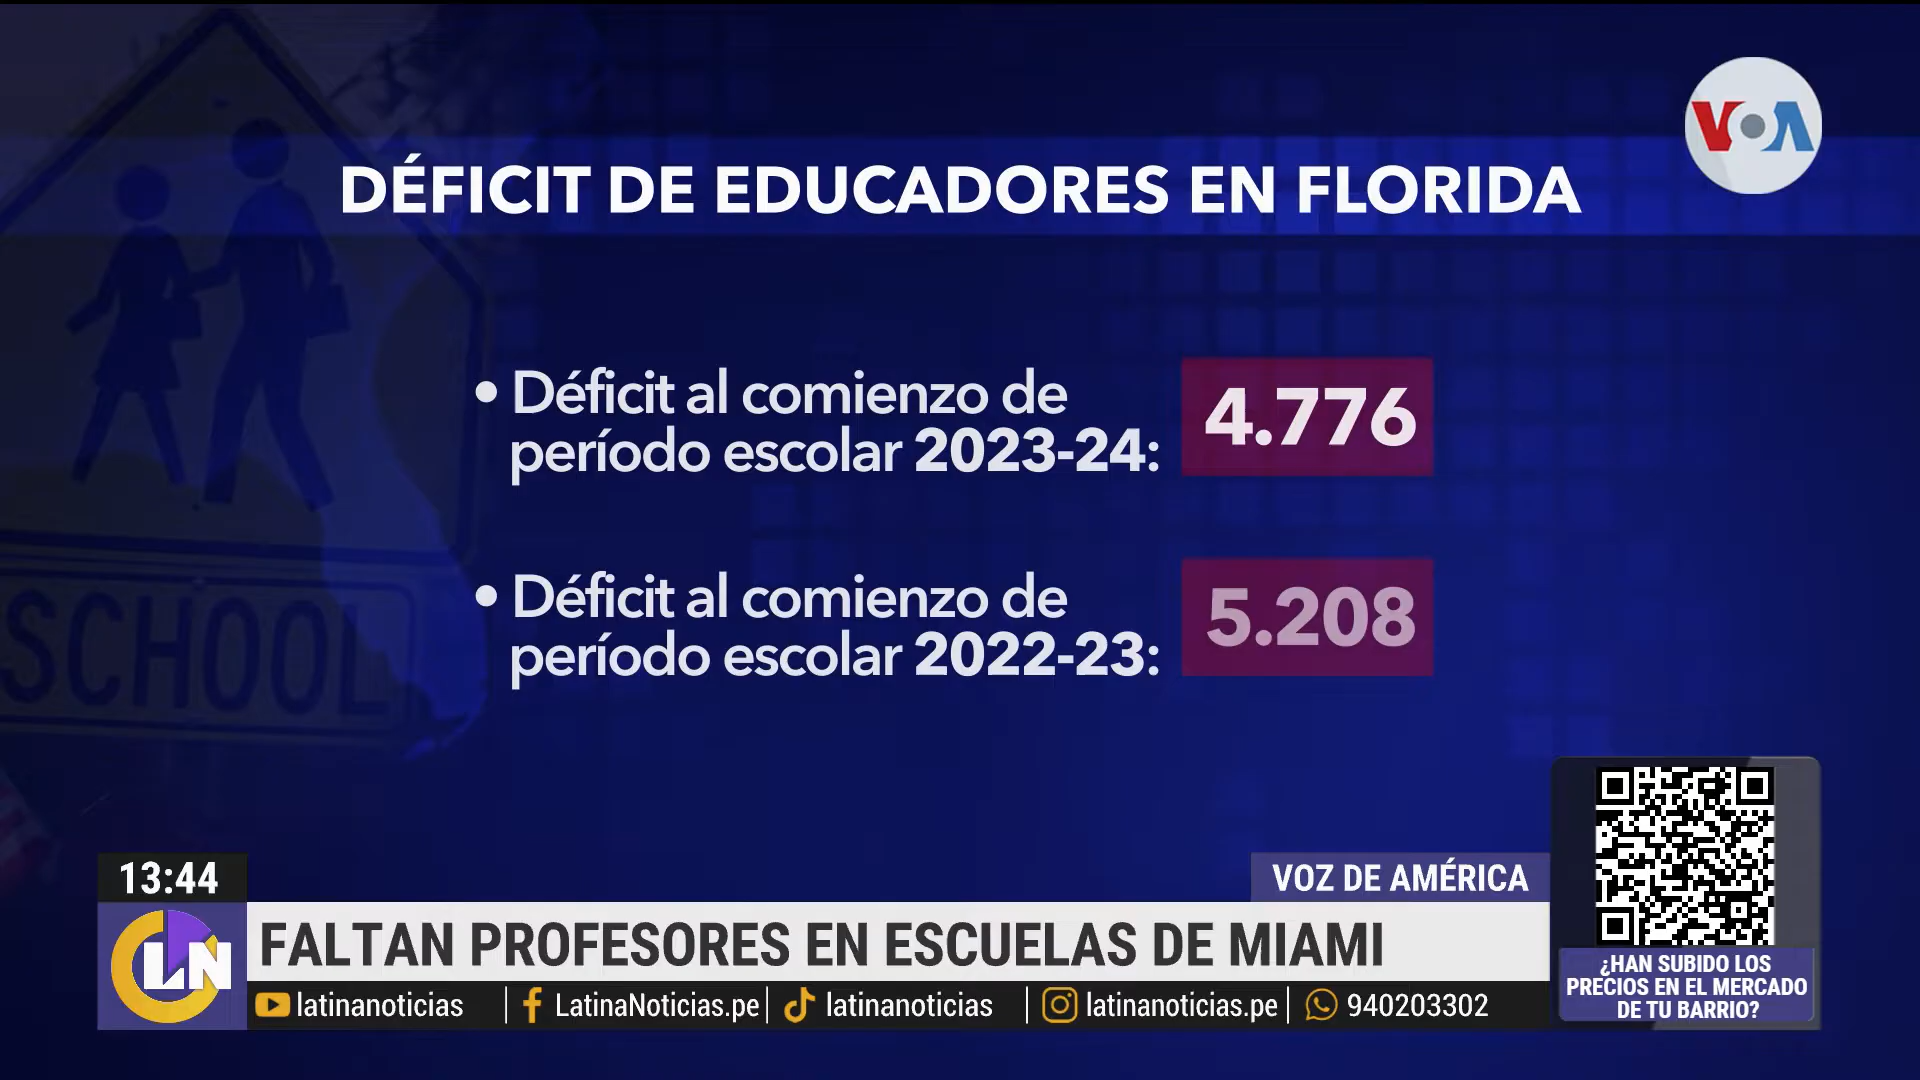 VOA
DÉFICIT DE EDUCADORES EN FLORIDA
• Déficit al comienzo de
período escolar 2023-24:
4.776
• Déficit al comienzo de
período escolar 2022-23:
5.208
SCHOOL
13:44
VOZ DE AMÉRICA
LN
FALTAN PROFESORES EN ESCUELAS DE MIAMI
latinanoticias | LatinaNoticias.pe | latinanoticias | latinanoticias.pe | 940203302
¿HAN SUBIDO LOS
PRECIOS EN EL MERCADO
DE TU BARRIO?